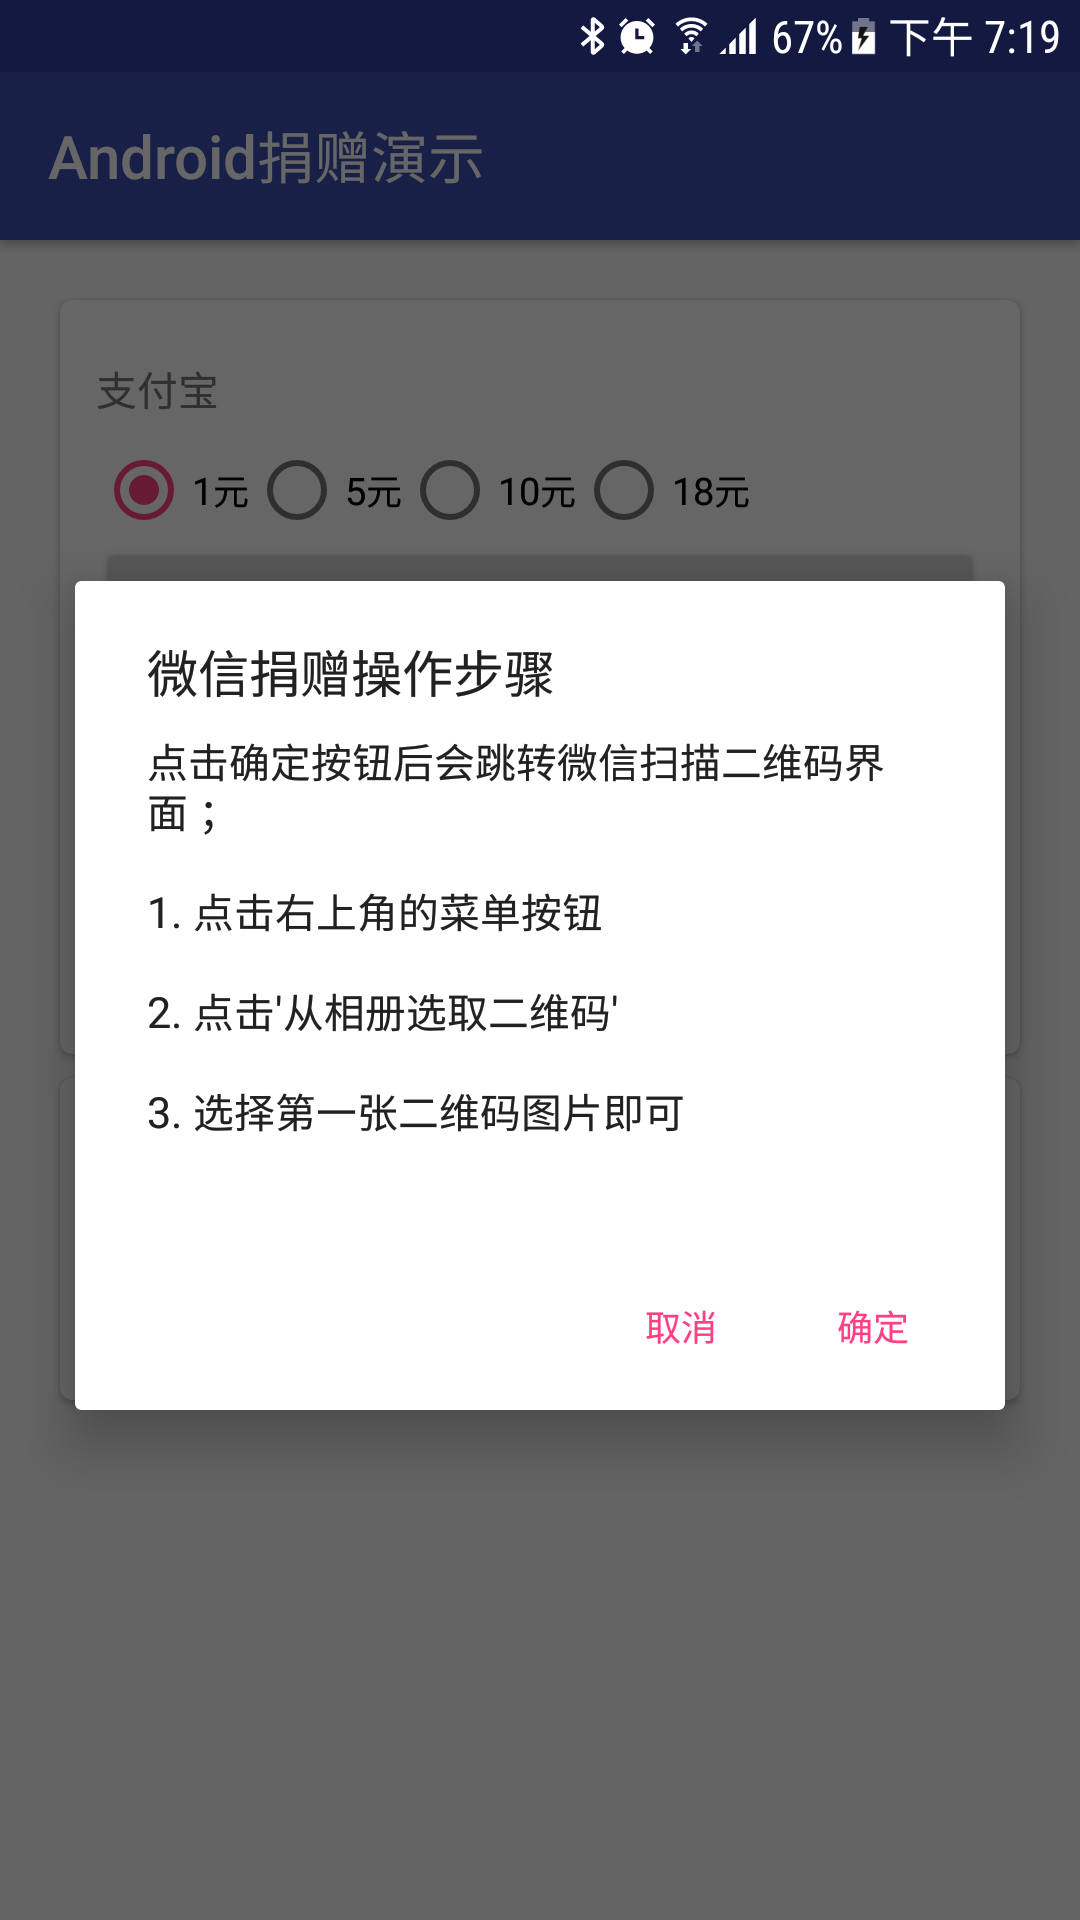 67% 下午 7:19
Android捐赠演示
支付宝
1元 5元 10元 18元
微信捐赠操作步骤
点击确定按钮后会跳转微信扫描二维码界
面；
1. 点击右上角的菜单按钮
2. 点击'从相册选取二维码'
3. 选择第一张二维码图片即可
取消 确定